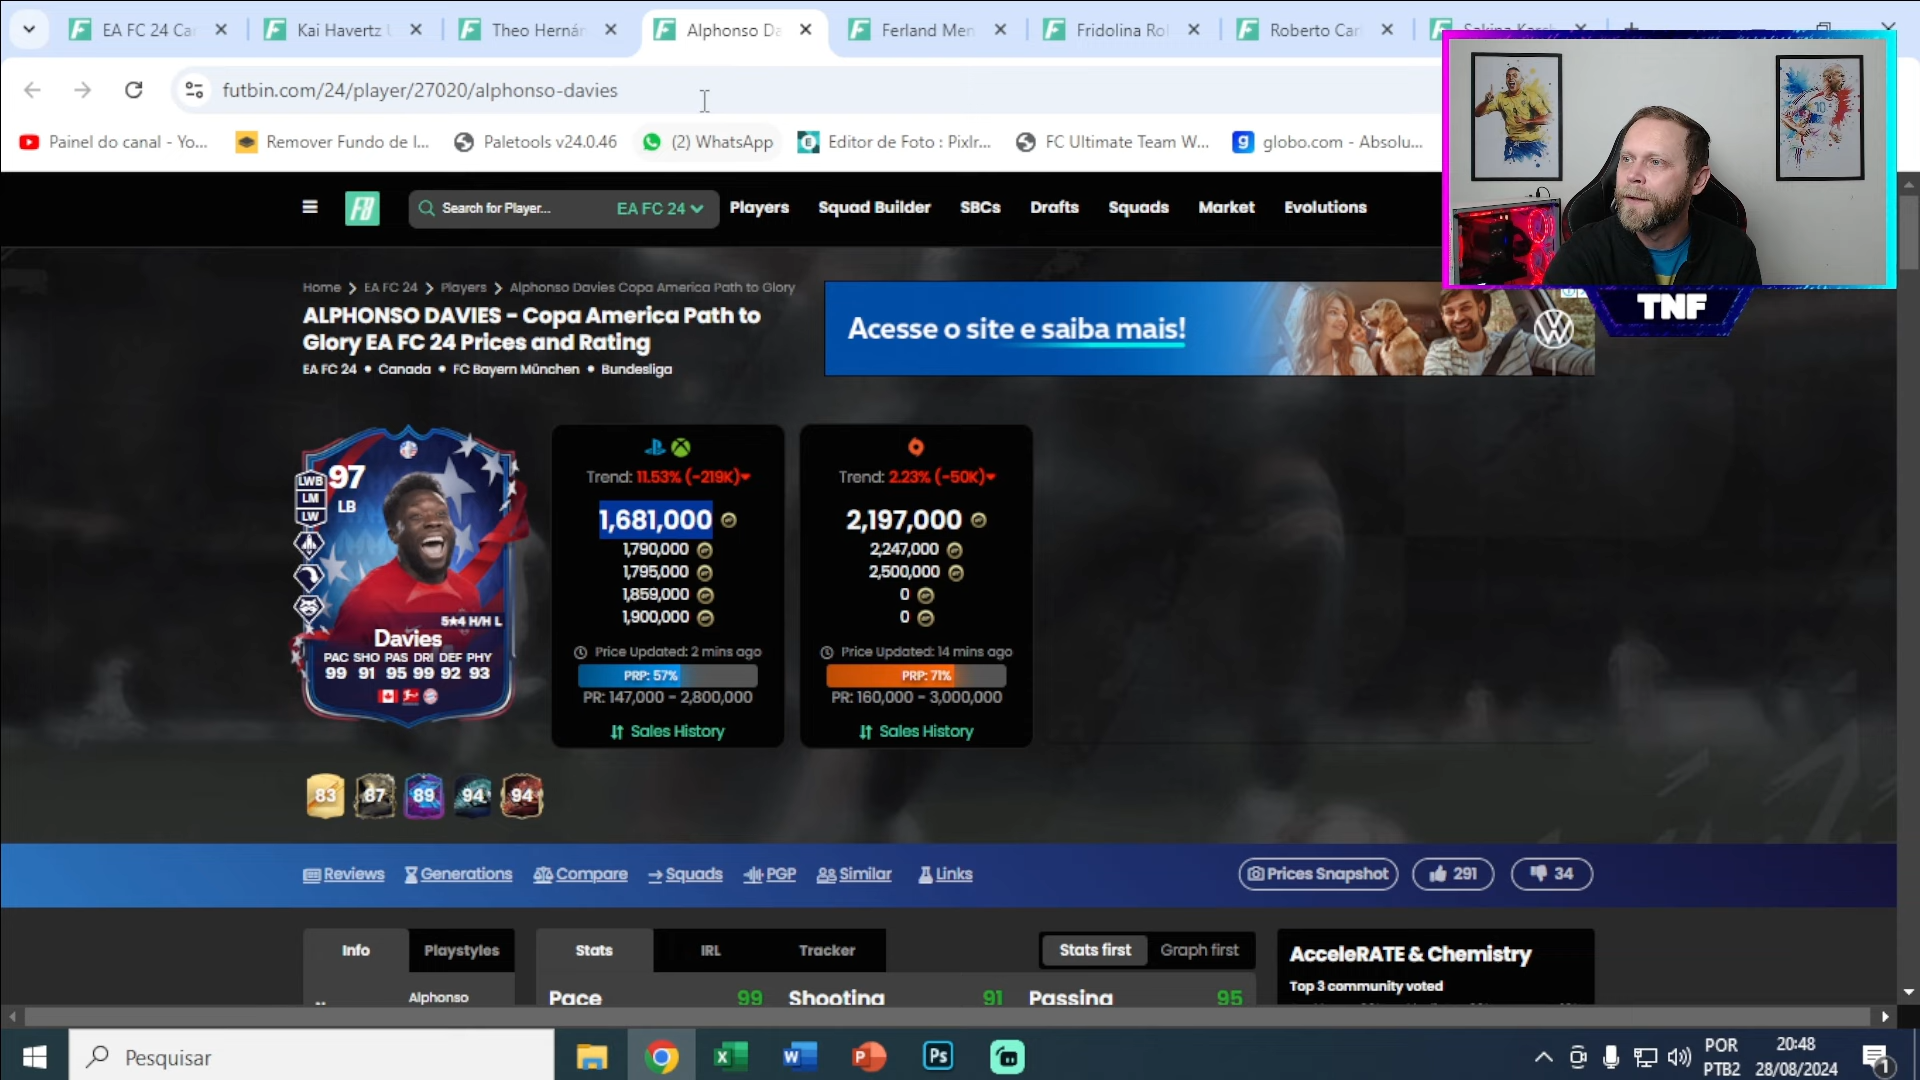 EA FC 24 Ca
Kai Havertz
Theo Hernán
Alphonso Da
Ferland Men
Fridolina Rol
Roberto Car
futbin.com/24/player/27020/alphonso-davies
Painel do canal - Yo...
Remover Fundo de I...
Paletools v24.0.46
(2) WhatsApp
Editor de Foto : Pixlr...
FC Ultimate Team W...
globo.com - Absolu...
Search for Player...
EA FC 24
Players
Squad Builder
SBCs
Drafts
Squads
Market
Evolutions
TNF
Home
EA FC 24
Players
Alphonso Davies Copa America Path to Glory
ALPHONSO DAVIES - Copa America Path to
Glory EA FC 24 Prices and Rating
EA FC 24 • Canada • FC Bayern München • Bundesliga
Acesse o site e saiba mais!
97
LB
LWB
LM
LW
5★4 H/H L
Davies
PAC SHO PAS DRI DEF PHY
99 91 95 99 92 93
Trend: 11.53% (-219K)
1,681,000
1,790,000
1,795,000
1,859,000
1,900,000
Price Updated: 2 mins ago
PRP: 57%
PR: 147,000 - 2,800,000
Sales History
Trend: 2.23% (-50K)
2,197,000
2,247,000
2,500,000
0
0
Price Updated: 14 mins ago
PRP: 71%
PR: 160,000 - 3,000,000
Sales History
83
87
89
94
94
Reviews
Generations
Compare
Squads
PGP
Similar
Links
Prices Snapshot
291
34
Info
Playstyles
Stats
IRL
Tracker
Stats first
Graph first
AcceleRATE & Chemistry
Top 3 community voted
Alphonso
Pace 99
Shooting 91
Passing 95
Pesquisar
POR
PTB2
20:48
28/08/2024
1